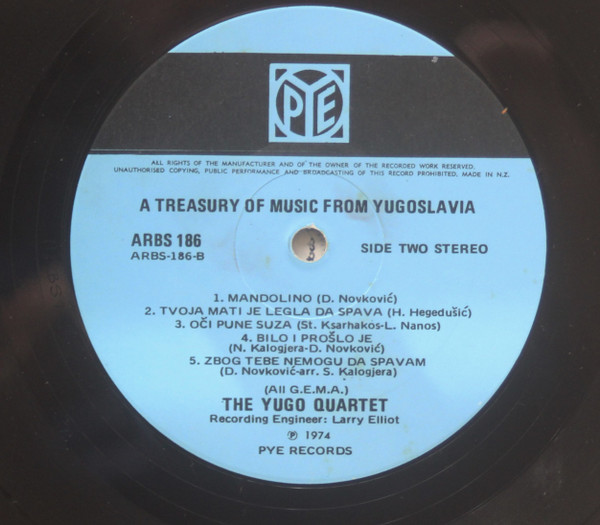 PYE
ALL RIGHTS OF THE MANUFACTURER AND OF THE OWNER OF THE RECORDED WORK RESERVED.
UNAUTHORISED COPYING, PUBLIC PERFORMANCE AND BROADCASTING OF THIS RECORD PROHIBITED, MADE IN N.Z.
A TREASURY OF MUSIC FROM YUGOSLAVIA
ARBS 186
ARBS-186-B
SIDE TWO STEREO
1. MANDOLINO (D. Novković)
2. TVOJA MATI JE LEGLA DA SPAVA (H. Hegedušić)
3. OČI PUNE SUZA (St. Ksarhakos-L. Nanos)
4. BILO I PROŠLO JE
(N. Kalogjera-D. Novković)
5. ZBOG TEBE NEMOGU DA SPAVAM
(D. Novković-arr. S. Kalogjera)
(All G.E.M.A.)
THE YUGO QUARTET
Recording Engineer: Larry Elliot
℗ 1974
PYE RECORDS